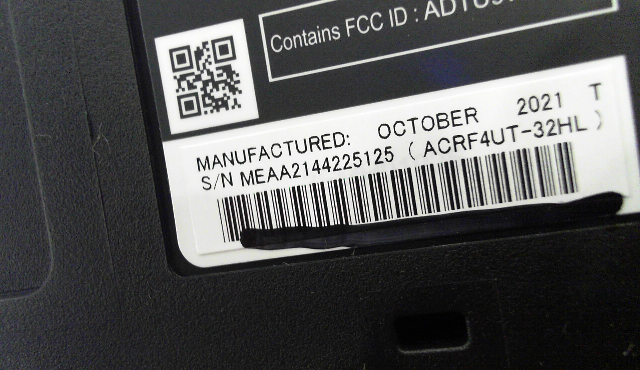 Contains FCC ID :
MANUFACTURED: OCTOBER 2021 T
S/N MEAA2144225125 ( ACRF4UT-32HL )